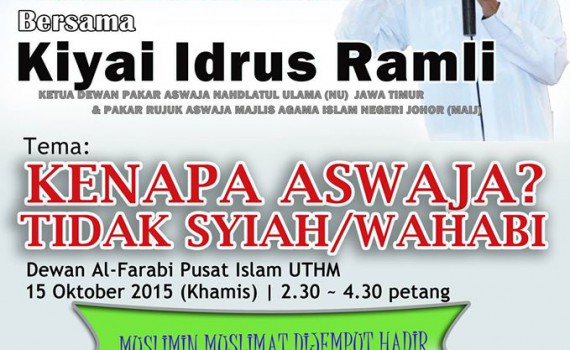 Bersama
Kiyai Idrus Ramli
KETUA DEWAN PAKAR ASWAJA NAHDLATUL ULAMA (NU) JAWA TIMUR
& PAKAR RUJUK ASWAJA MAJLIS AGAMA ISLAM NEGERI JOHOR (MAIJ)
Tema:
KENAPA ASWAJA?
TIDAK SYIAH/WAHABI
Dewan Al-Farabi Pusat Islam UTHM
15 Oktober 2015 (Khamis) | 2.30 ~ 4.30 petang
MUSLIMIN MUSLIMAT DIJEMPUT HADIR